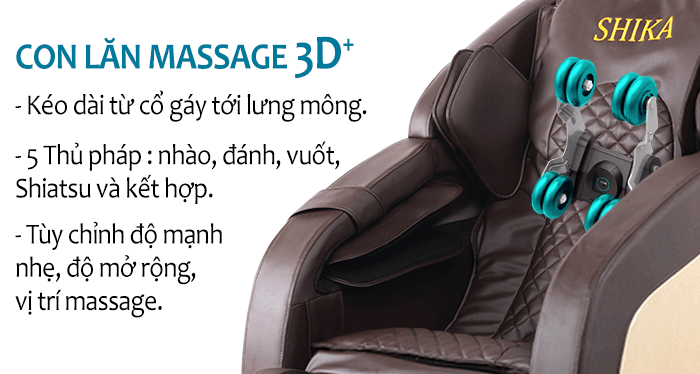 CON LĂN MASSAGE 3D+
- Kéo dài từ cổ gáy tới lưng mông.
- 5 Thủ pháp : nhào, đánh, vuốt,
Shiatsu và kết hợp.
- Tùy chỉnh độ mạnh
nhẹ, độ mở rộng,
vị trí massage.
SHIKA